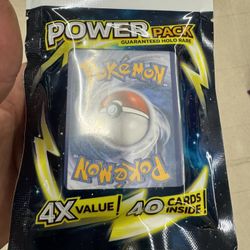 POWER PACK
GUARANTEED HOLO RARE
POKéMON
POKéMON
4X VALUE! 40 CARDS INSIDE!